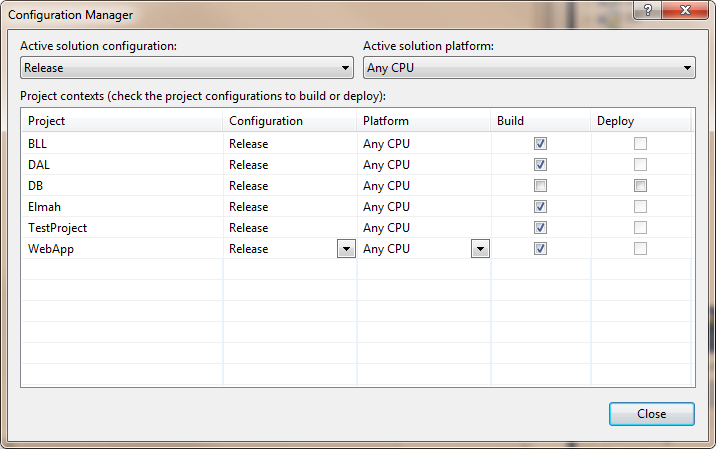 Configuration Manager
?
Active solution configuration: Active solution platform:
Release Any CPU
Project contexts (check the project configurations to build or deploy):
Project Configuration Platform Build Deploy
BLL Release Any CPU
DAL Release Any CPU
DB Release Any CPU
Elmah Release Any CPU
TestProject Release Any CPU
WebApp Release Any CPU
Close